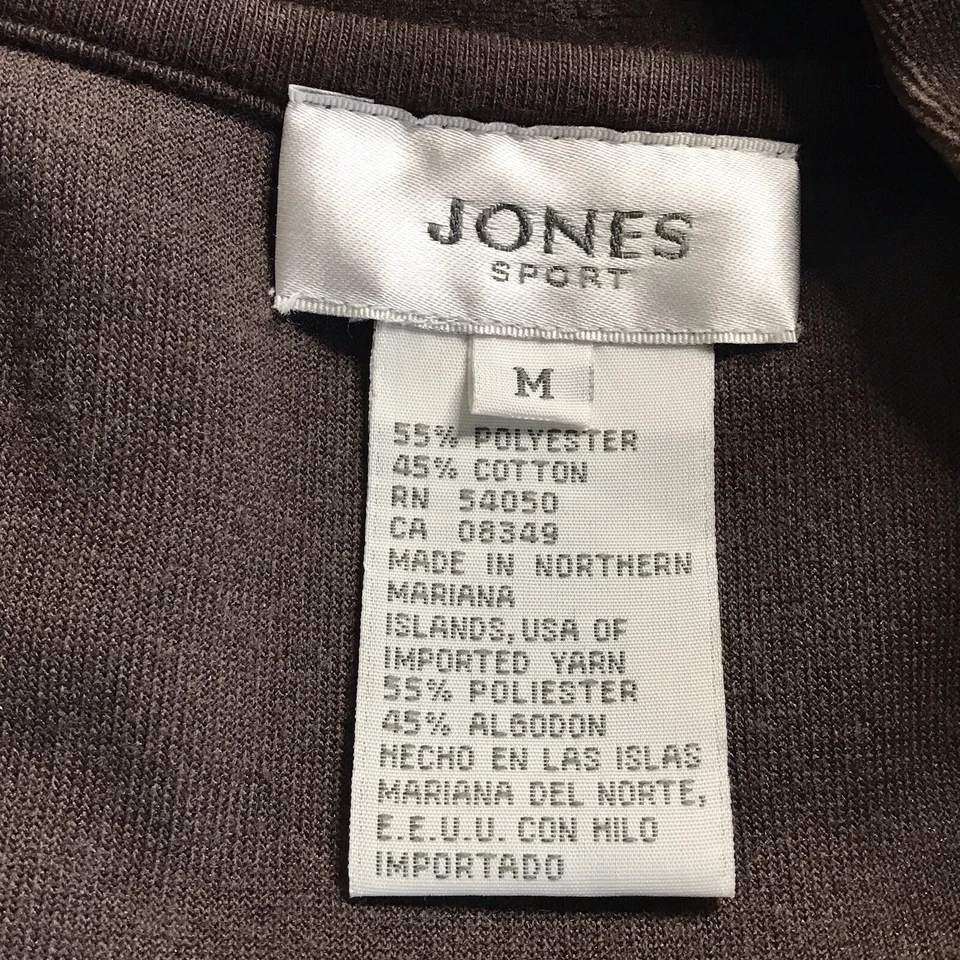 JONES
SPORT
M
55% POLYESTER
45% COTTON
RN 54050
CA 08349
MADE IN NORTHERN
MARIANA
ISLANDS, USA OF
IMPORTED YARN
55% POLIESTER
45% ALGODON
HECHO EN LAS ISLAS
MARIANA DEL NORTE,
E.E.U.U. CON HILO
IMPORTADO